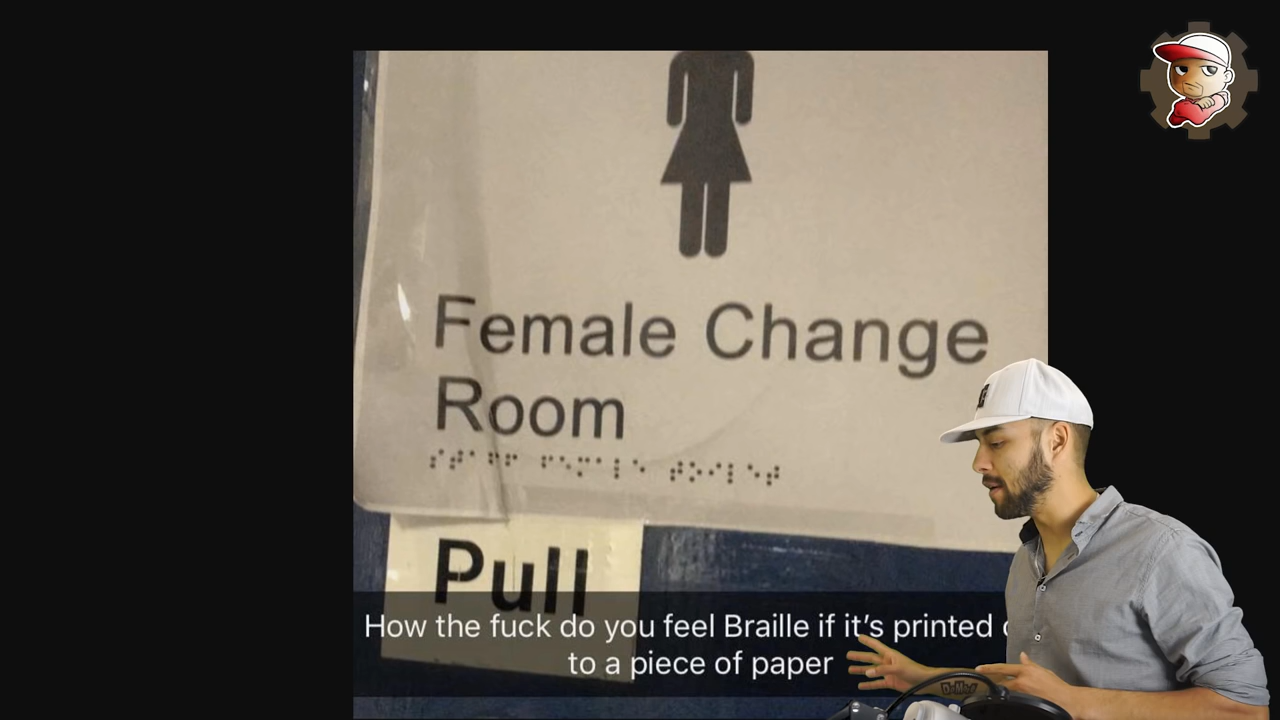 Female Change
Room
⠎⠞⠁⠋⠋ ⠋⠑⠍⠁⠇⠑ ⠞⠕⠊⠇⠑⠞
Pull
How the fuck do you feel Braille if it's printed
to a piece of paper